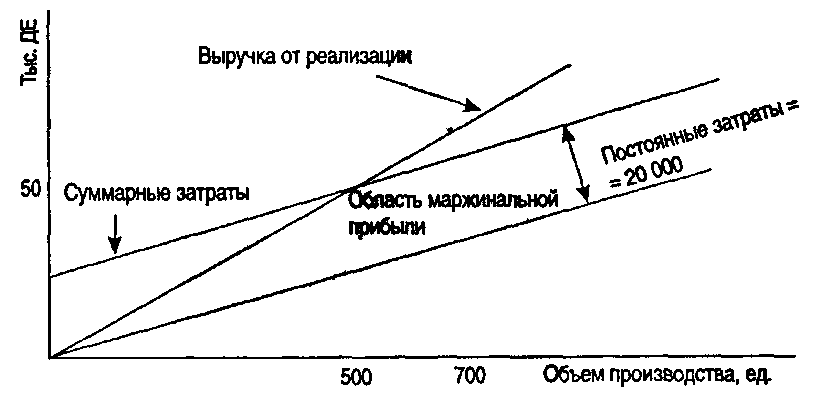 Тыс. ДЕ
Выручка от реализации
Постоянные затраты =
= 20 000
50
Суммарные затраты
Область маржинальной
прибыли
500
700
Объем производства, ед.